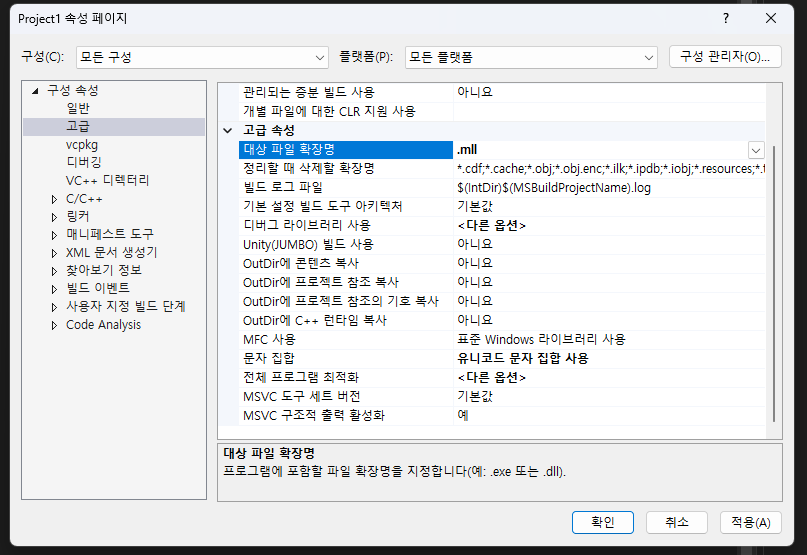 Project1 속성 페이지
구성(C): 모든 구성 플랫폼(P): 모든 플랫폼 구성 관리자(O)...
구성 속성
일반
고급
vcpkg
디버깅
VC++ 디렉터리
C/C++
링커
매니페스트 도구
XML 문서 생성기
찾아보기 정보
빌드 이벤트
사용자 지정 빌드 단계
Code Analysis
관리되는 증분 빌드 사용 아니요
개별 파일에 대한 CLR 지원 사용
고급 속성
대상 파일 확장명 .mll
정리할 때 삭제할 확장명 *.cdf;*.cache;*.obj;*.obj.enc;*.ilk;*.ipdb;*.iobj;*.resources;*.t
빌드 로그 파일 $(IntDir)$(MSBuildProjectName).log
기본 설정 빌드 도구 아키텍처 기본값
디버그 라이브러리 사용 <다른 옵션>
Unity(JUMBO) 빌드 사용 아니요
OutDir에 콘텐츠 복사 아니요
OutDir에 프로젝트 참조 복사 아니요
OutDir에 프로젝트 참조의 기호 복사 아니요
OutDir에 C++ 런타임 복사 아니요
MFC 사용 표준 Windows 라이브러리 사용
문자 집합 유니코드 문자 집합 사용
전체 프로그램 최적화 <다른 옵션>
MSVC 도구 세트 버전 기본값
MSVC 구조적 출력 활성화 예
대상 파일 확장명
프로그램에 포함할 파일 확장명을 지정합니다(예: .exe 또는 .dll).
확인 취소 적용(A)